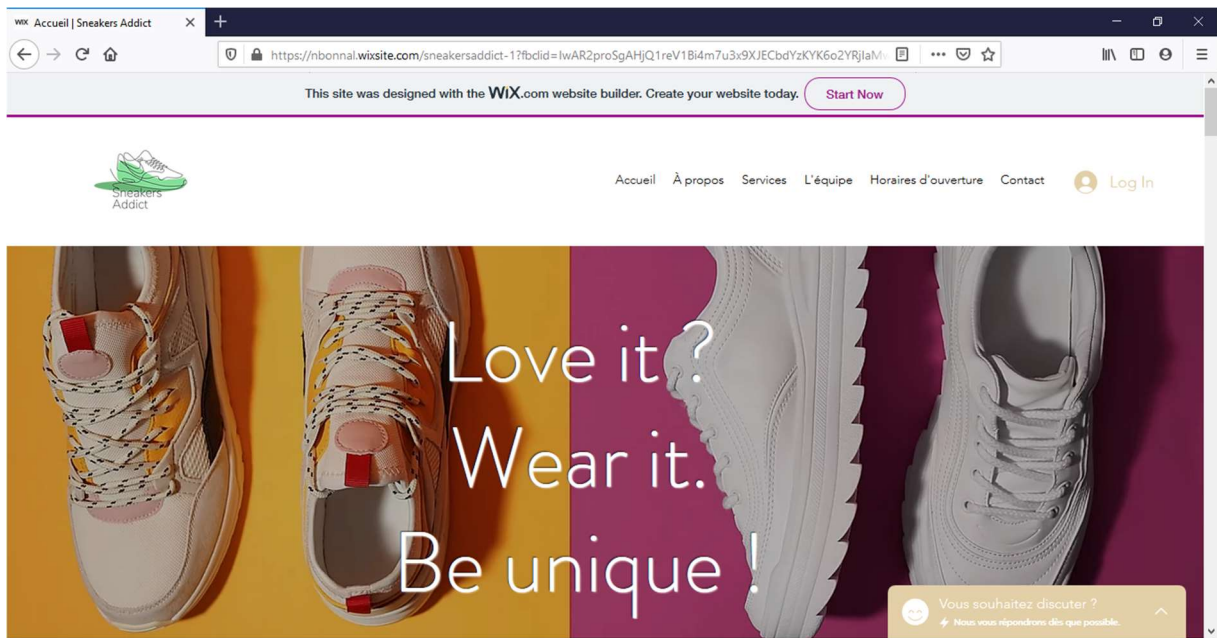 WiX Accueil | Sneakers Addict
https://nbonnal.wixsite.com/sneakersaddict-1?fbclid=IwAR2proSgAHjQ1reV1Bi4m7u3x9XJECbdYzKYK6o2YRjlaM
This site was designed with the WiX.com website builder. Create your website today. Start Now
Sneakers
Addict
Accueil À propos Services L'équipe Horaires d'ouverture Contact Log In
Love it ?
Wear it.
Be unique !
Vous souhaitez discuter ?
Nous vous répondrons dès que possible.